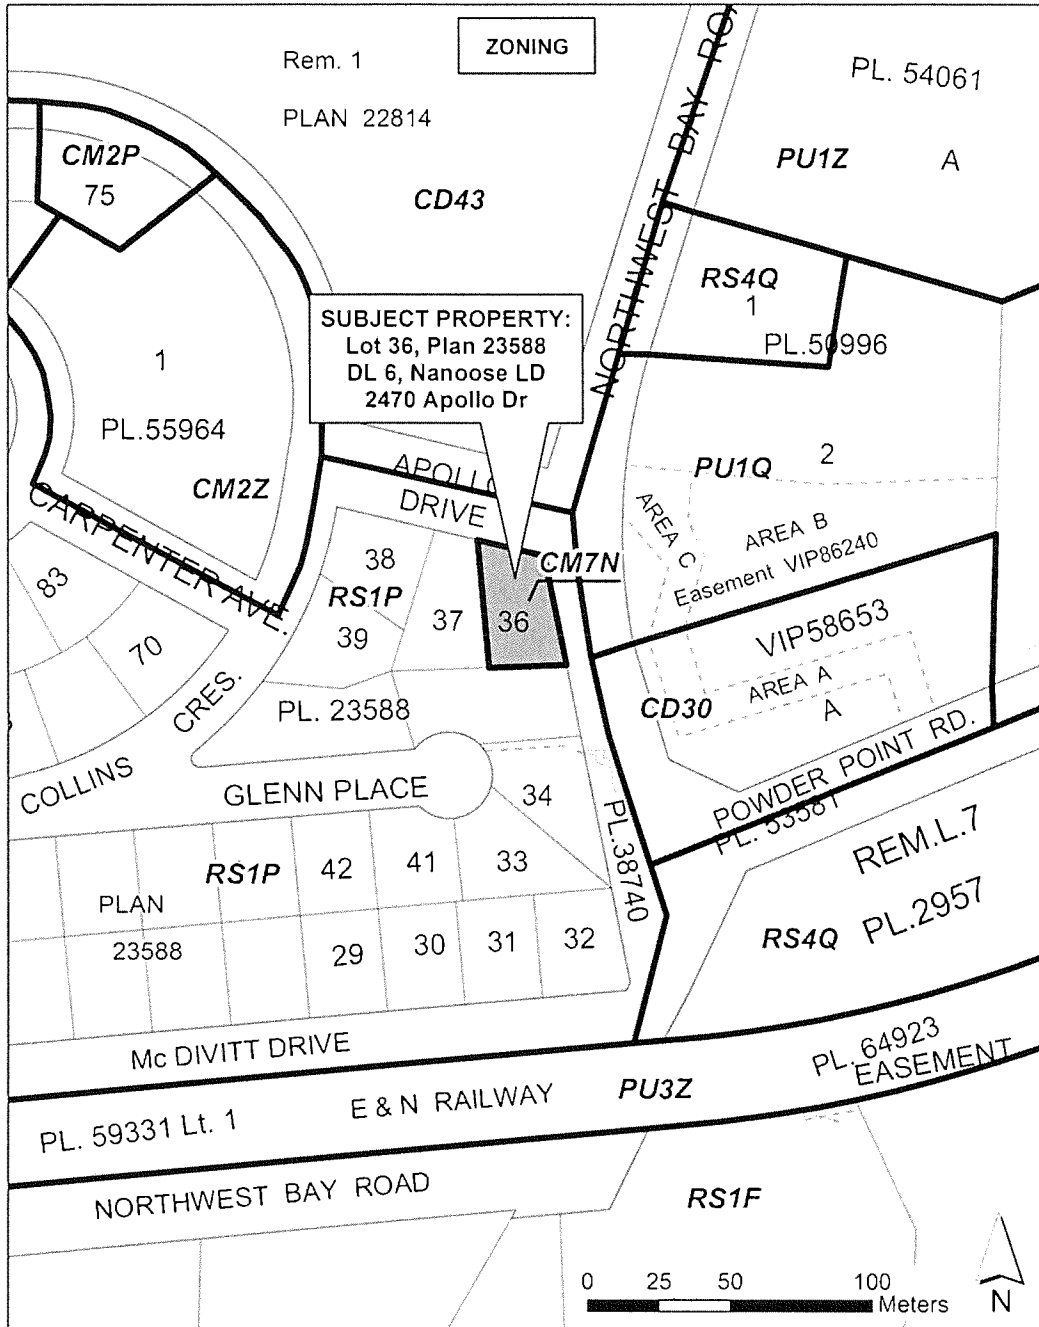 ZONING
Rem. 1
PLAN 22814
PL. 54061
CM2P
75
CD43
PU1Z
A
NORTHWEST BAY
RS4Q
1
PL.50996
SUBJECT PROPERTY:
Lot 36, Plan 23588
DL 6, Nanoose LD
2470 Apollo Dr
1
PL.55964
CM2Z
CARPENTER AVE.
APOLLO
DRIVE
2
PU1Q
AREA C
AREA B
Easement VIP86240
CM7N
38
RS1P
39
37
36
83
70
VIP58653
AREA A
A
CD30
PL. 23588
CRES.
COLLINS
GLENN PLACE
34
POWDER POINT RD.
PL. 53581
PL.38740
REM.L.7
PL.2957
RS4Q
RS1P
42
41
33
PLAN
23588
29
30
31
32
Mc DIVITT DRIVE
PL. 64923
EASEMENT
E & N RAILWAY
PU3Z
PL. 59331 Lt. 1
NORTHWEST BAY ROAD
RS1F
0 25 50 100
Meters
N